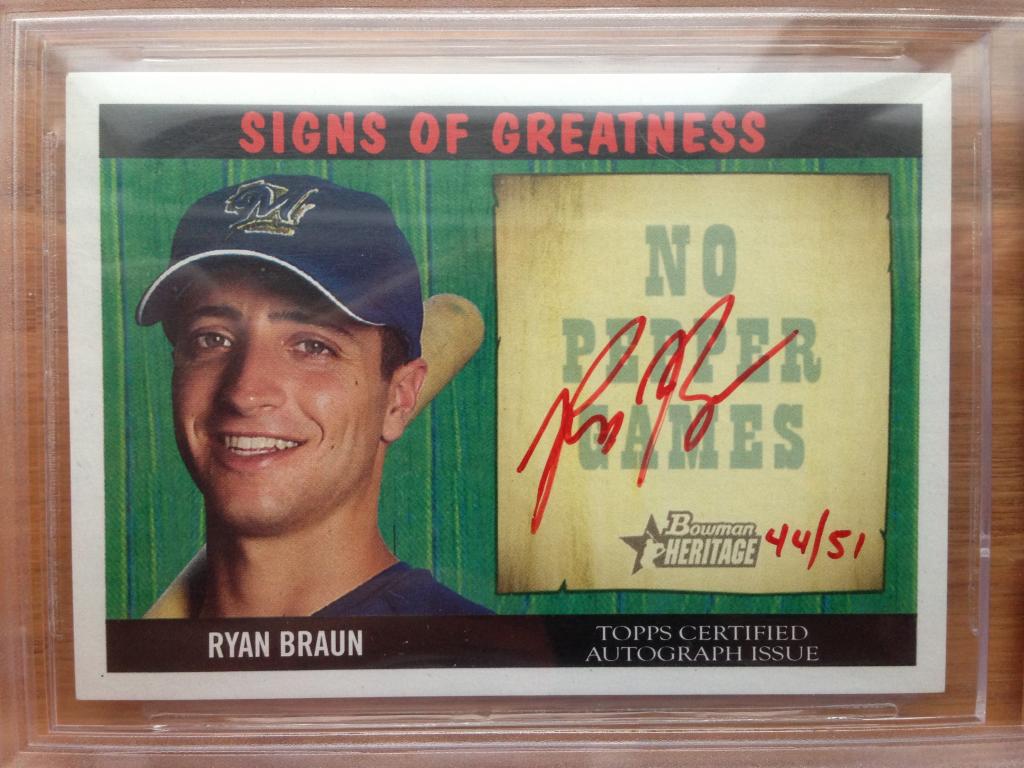 SIGNS OF GREATNESS
NO
PEPPER
GAMES
Bowman
HERITAGE
44/51
RYAN BRAUN
TOPPS CERTIFIED
AUTOGRAPH ISSUE